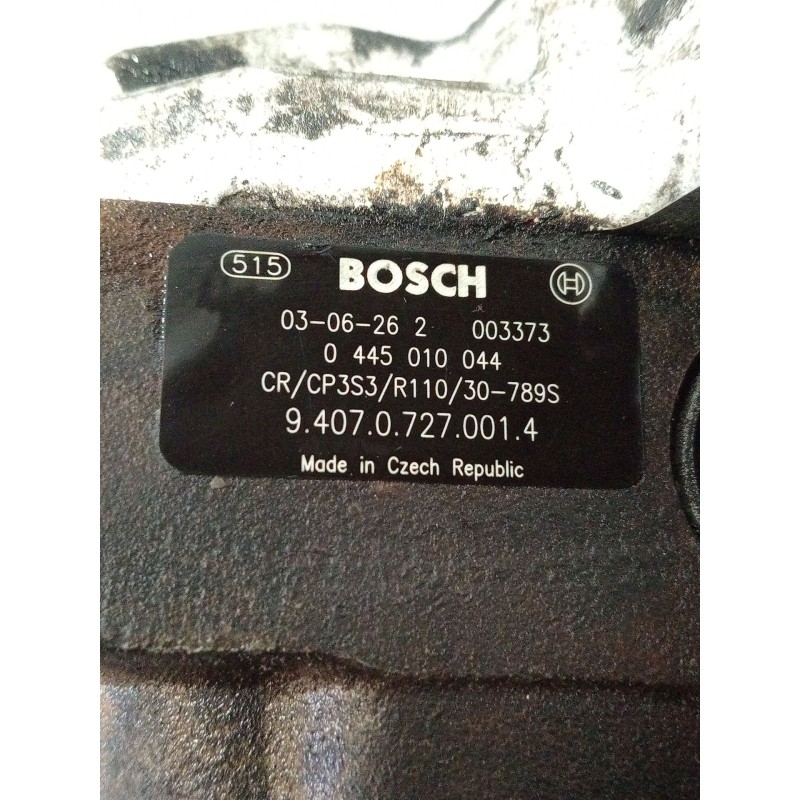 515 BOSCH
03-06-26 2 003373
0 445 010 044
CR/CP3S3/R110/30-789S
9.407.0.727.001.4
Made in Czech Republic